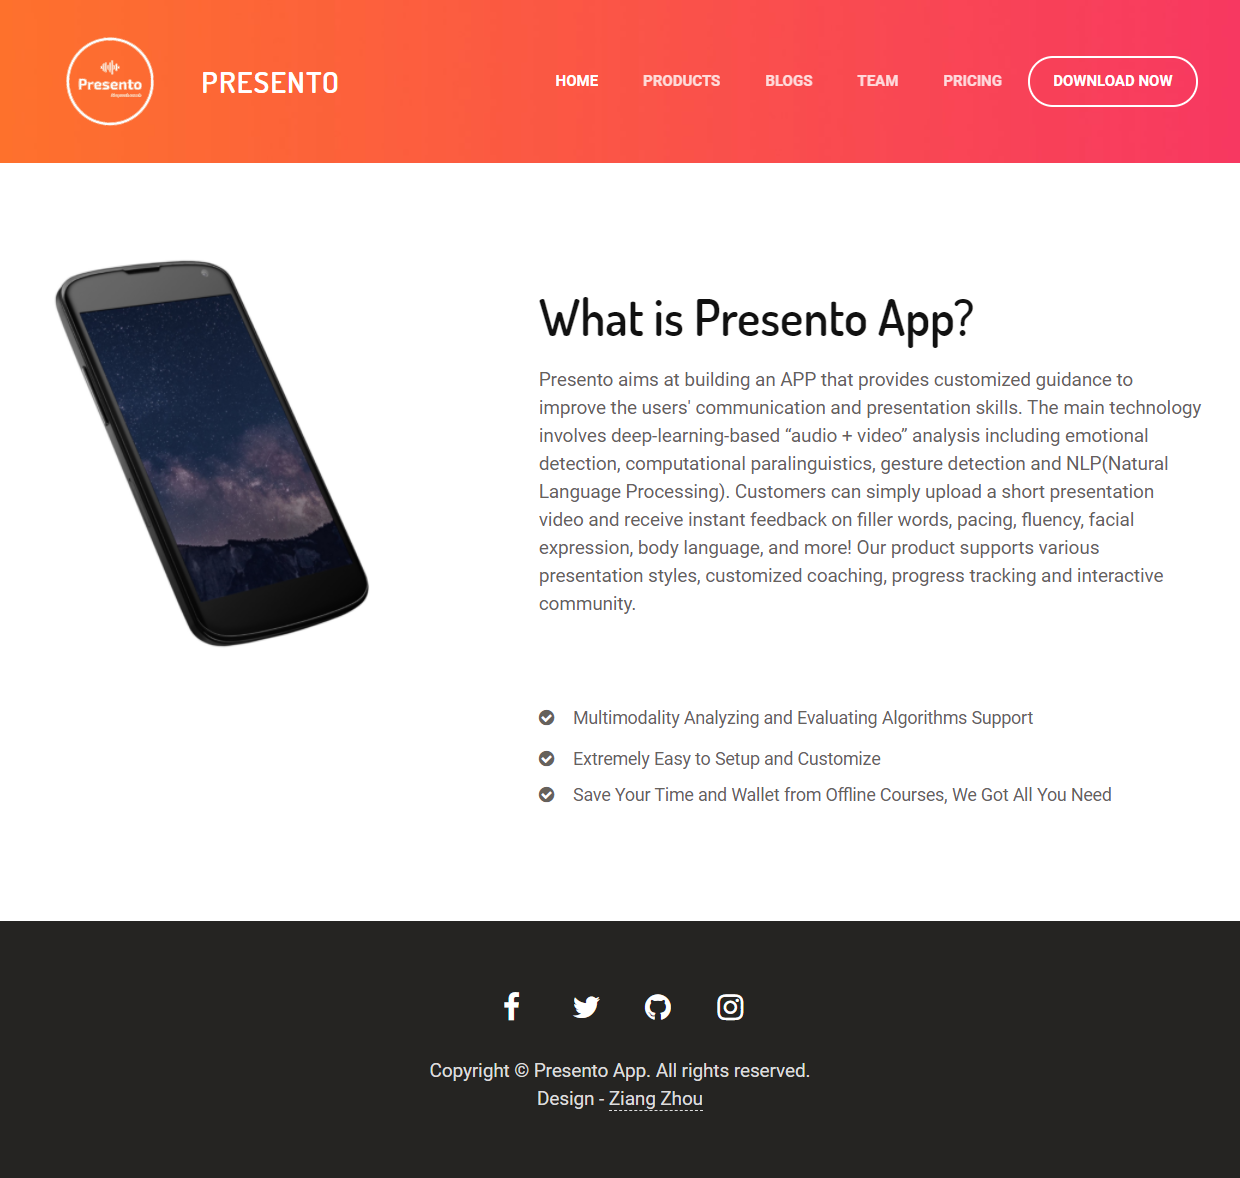 Presento
PRESENTO
HOME PRODUCTS BLOGS TEAM PRICING DOWNLOAD NOW
What is Presento App?
Presento aims at building an APP that provides customized guidance to
improve the users' communication and presentation skills. The main technology
involves deep-learning-based “audio + video” analysis including emotional
detection, computational paralinguistics, gesture detection and NLP(Natural
Language Processing). Customers can simply upload a short presentation
video and receive instant feedback on filler words, pacing, fluency, facial
expression, body language, and more! Our product supports various
presentation styles, customized coaching, progress tracking and interactive
community.
Multimodality Analyzing and Evaluating Algorithms Support
Extremely Easy to Setup and Customize
Save Your Time and Wallet from Offline Courses, We Got All You Need
Copyright © Presento App. All rights reserved.
Design - Ziang Zhou